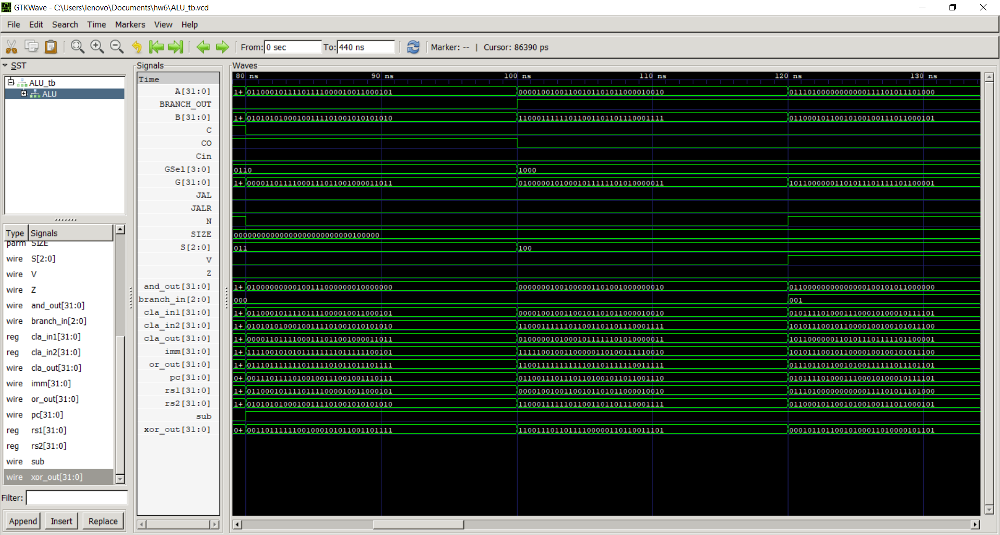 GTKWave - C:\Users\lenovo\Documents\hw6\ALU_tb.vcd
File Edit Search Time Markers View Help
From: 0 sec To: 440 ns Marker: -- | Cursor: 86390 ps
SST
ALU_tb
ALU
Type Signals
parm SIZE
wire S[2:0]
wire V
wire Z
wire and_out[31:0]
wire branch_in[2:0]
reg cla_in1[31:0]
reg cla_in2[31:0]
wire cla_out[31:0]
wire imm[31:0]
wire or_out[31:0]
wire pc[31:0]
reg rs1[31:0]
reg rs2[31:0]
wire sub
wire xor_out[31:0]
Filter:
Append Insert Replace
Signals
Waves
Time 80 ns 90 ns 100 ns 110 ns 120 ns 130 ns
A[31:0] 1+ 01100010111101111000010011000101 00001001001100101101011000010010 01110100000000000111101011101000
BRANCH_OUT
B[31:0] 1+ 01010101000100111101001010101010 11000111111011001101101110001111 01100010110010100100111011000101
C
CO
Cin
GSel[3:0] 0110 1000
G[31:0] 1+ 00001101111000111011001000011011 01000001010001011111101010000011 10110000001101011101111101100001
JAL
JALR
N
SIZE 00000000000000000000000000100000
S[2:0] 011 100
V
Z
and_out[31:0] 1+ 01000000000100111000000010000000 00000001001000001101001000000010 01100000000000000100101011000000
branch_in[2:0] 000 001
cla_in1[31:0] 1+ 01100010111101111000010011000101 00001001001100101101011000010010 01011110100011100010100010111101
cla_in2[31:0] 1+ 01010101000100111101001010101010 11000111111011001101101110001111 10101110010110000100100101011100
cla_out[31:0] 1+ 00001101111000111011001000011011 01000001010001011111101010000011 10110000001101011101111101100001
imm[31:0] 1+ 11110010101011111111011111100101 11111001001100000110100111110010 10101110010110000100100101011100
or_out[31:0] 1+ 01110111111101111101011011101111 11001111111111101101111110011111 01110110110010100111111011101101
pc[31:0] 0+ 00111011110100100111001001110111 01100111011101101001011011001110 01011110100011100010100010111101
rs1[31:0] 1+ 01100010111101111000010011000101 00001001001100101101011000010010 01110100000000000111101011101000
rs2[31:0] 1+ 01010101000100111101001010101010 11000111111011001101101110001111 01100010110010100100111011000101
sub
xor_out[31:0] 0+ 00110111111001000101011001101111 11001110110111100000110110011101 00010110110010100011010000101101